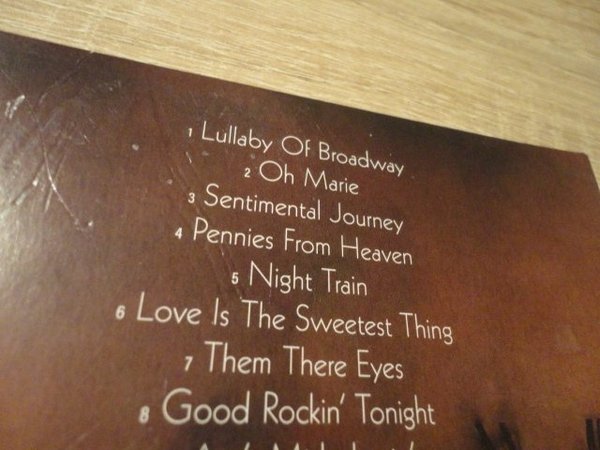 1 Lullaby Of Broadway
2 Oh Marie
3 Sentimental Journey
4 Pennies From Heaven
5 Night Train
6 Love Is The Sweetest Thing
7 Them There Eyes
8 Good Rockin' Tonight